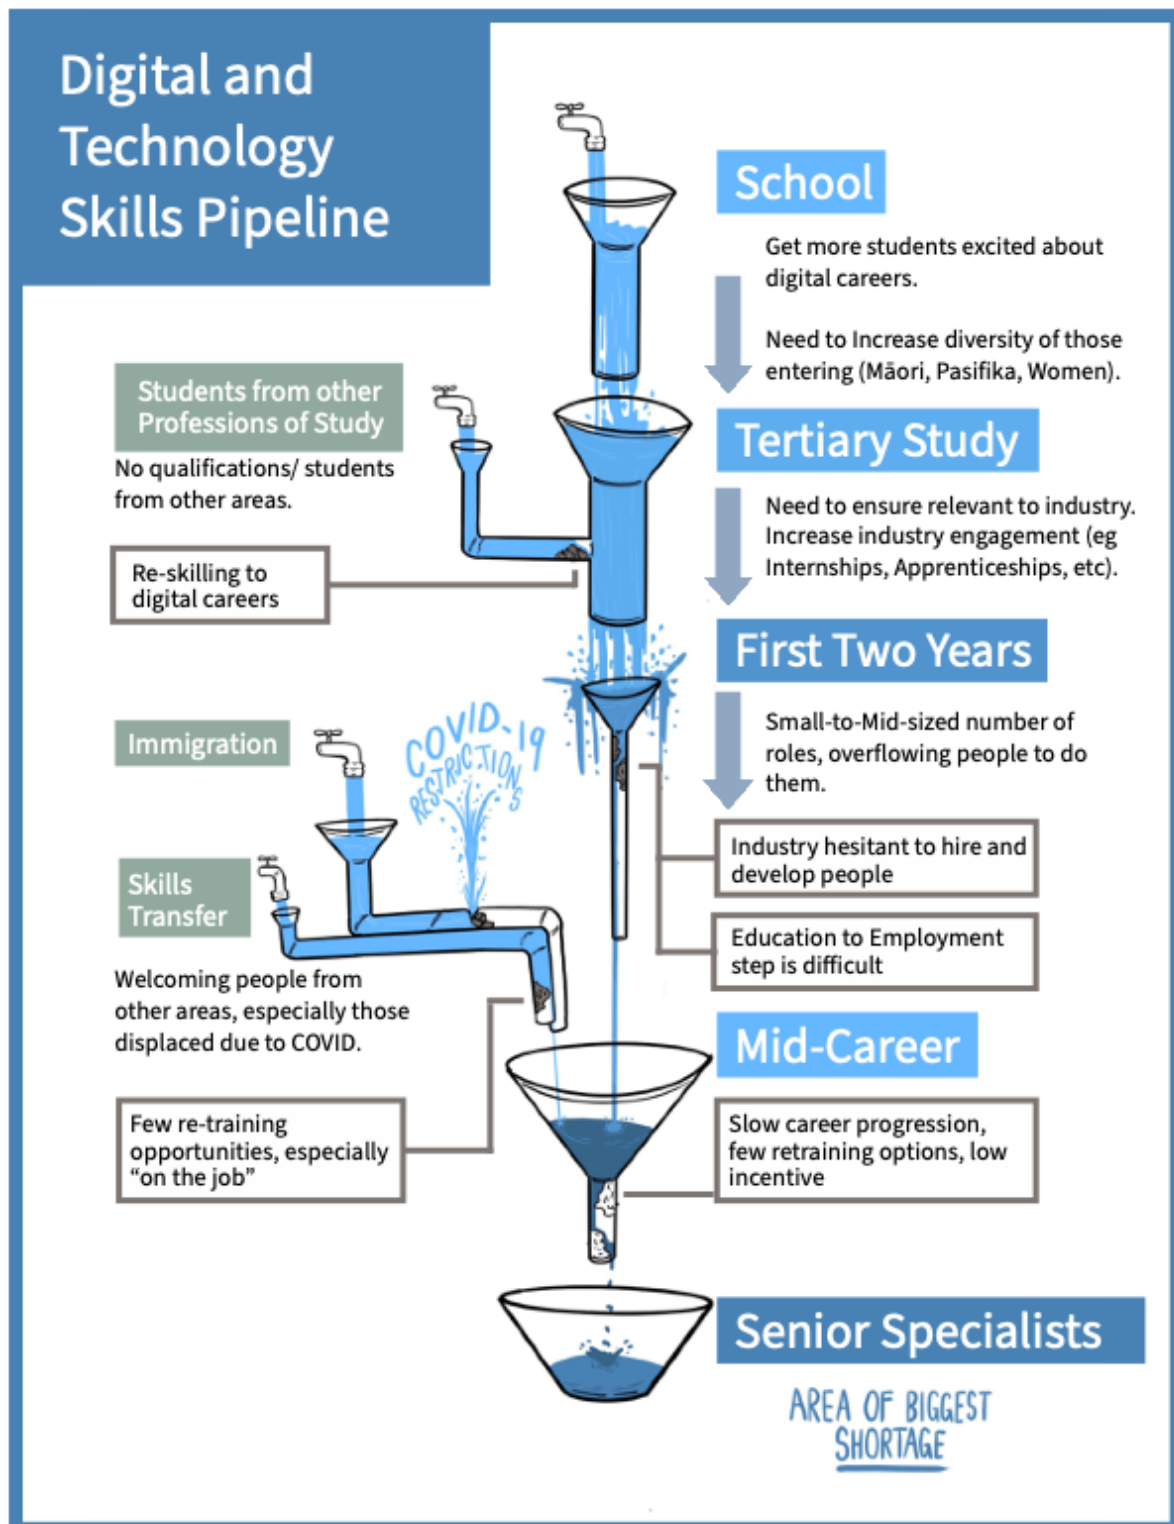 Digital and
Technology
Skills Pipeline
School
Get more students excited about
digital careers.
Need to Increase diversity of those
entering (Māori, Pasifika, Women).
Students from other
Professions of Study
No qualifications/ students
from other areas.
Re-skilling to
digital careers
Tertiary Study
Need to ensure relevant to industry.
Increase industry engagement (eg
Internships, Apprenticeships, etc).
First Two Years
Small-to-Mid-sized number of
roles, overflowing people to do
them.
Industry hesitant to hire and
develop people
Education to Employment
step is difficult
Immigration
COVID-19
RESTRICTIONS
Skills
Transfer
Welcoming people from
other areas, especially those
displaced due to COVID.
Few re-training
opportunities, especially
“on the job”
Mid-Career
Slow career progression,
few retraining options, low
incentive
Senior Specialists
AREA OF BIGGEST
SHORTAGE